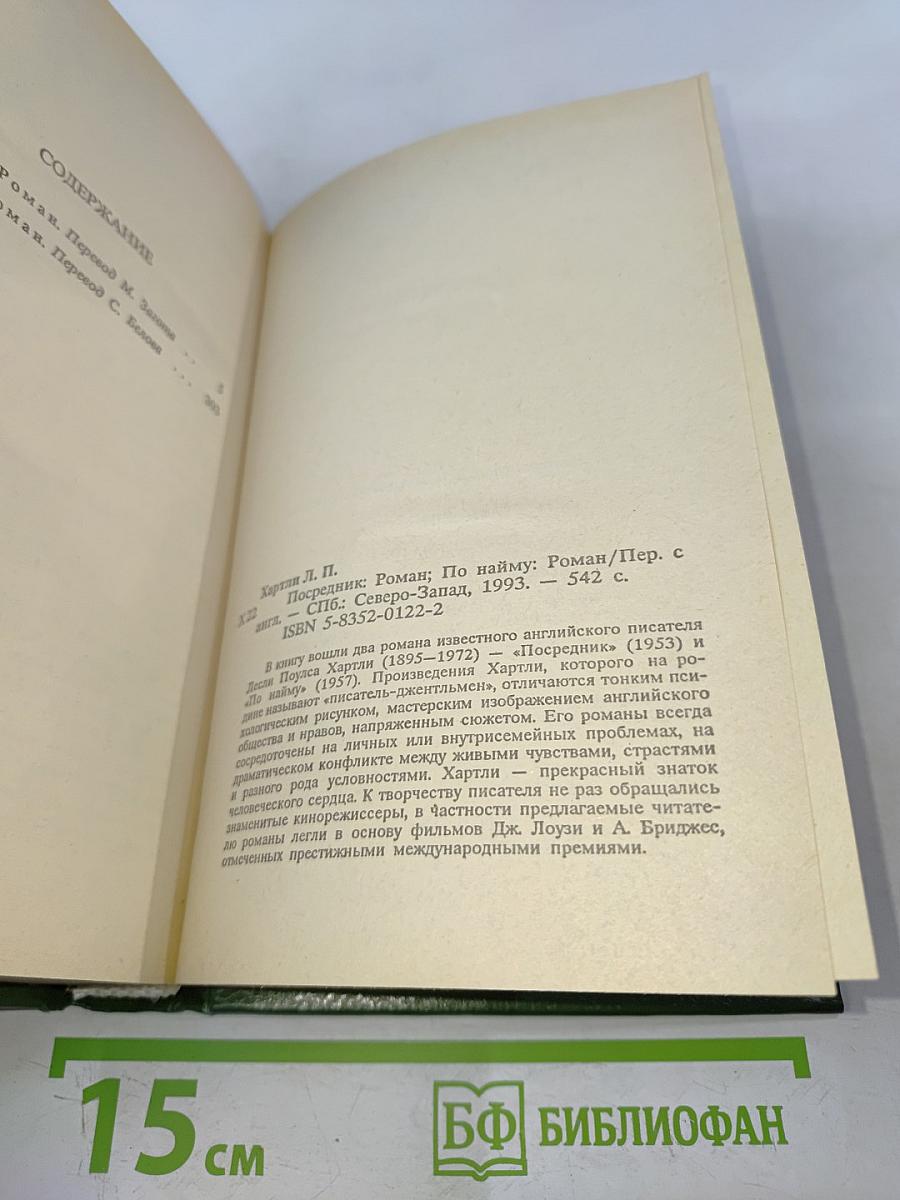 СОДЕРЖАНИЕ
Роман. Перевод М. Загота . . 5
оман. Перевод С. Белова . . . 303
Хартли Л. П.
Х22 Посредник: Роман; По найму: Роман/Пер. с
англ. — СПб.: Северо-Запад, 1993. — 542 с.
ISBN 5-8352-0122-2
В книгу вошли два романа известного английского писателя
Лесли Поулса Хартли (1895—1972) — «Посредник» (1953) и
«По найму» (1957). Произведения Хартли, которого на ро-
дине называют «писатель-джентльмен», отличаются тонким пси-
хологическим рисунком, мастерским изображением английского
общества и нравов, напряженным сюжетом. Его романы всегда
сосредоточены на личных или внутрисемейных проблемах, на
драматическом конфликте между живыми чувствами, страстями
и разного рода условностями. Хартли — прекрасный знаток
человеческого сердца. К творчеству писателя не раз обращались
знаменитые кинорежиссеры, в частности предлагаемые читате-
лю романы легли в основу фильмов Дж. Лоузи и А. Бриджес,
отмеченных престижными международными премиями.
15 см
БФ БИБЛИОФАН